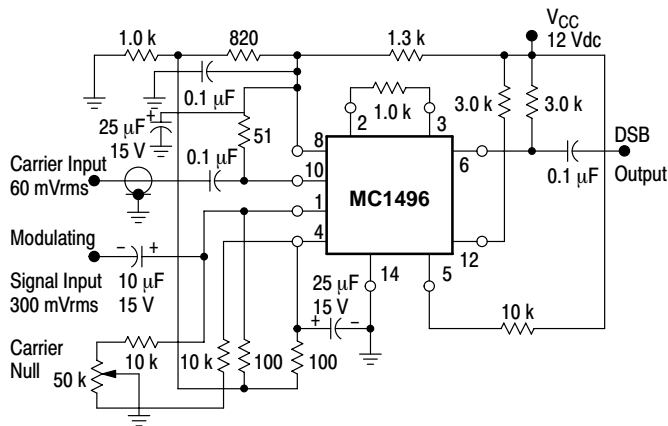 1.0 k
820
1.3 k
VCC
12 Vdc
0.1 μF
1.0 k
3.0 k
3.0 k
25 μF
15 V
+
51
2
3
DSB
Carrier Input
60 mVrms
0.1 μF
8
10
6
0.1 μF
Output
MC1496
1
4
12
Modulating
Signal Input
300 mVrms
− +
10 μF
15 V
25 μF
15 V
+ −
14
5
10 k
Carrier
Null
10 k
50 k
10 k
100
100